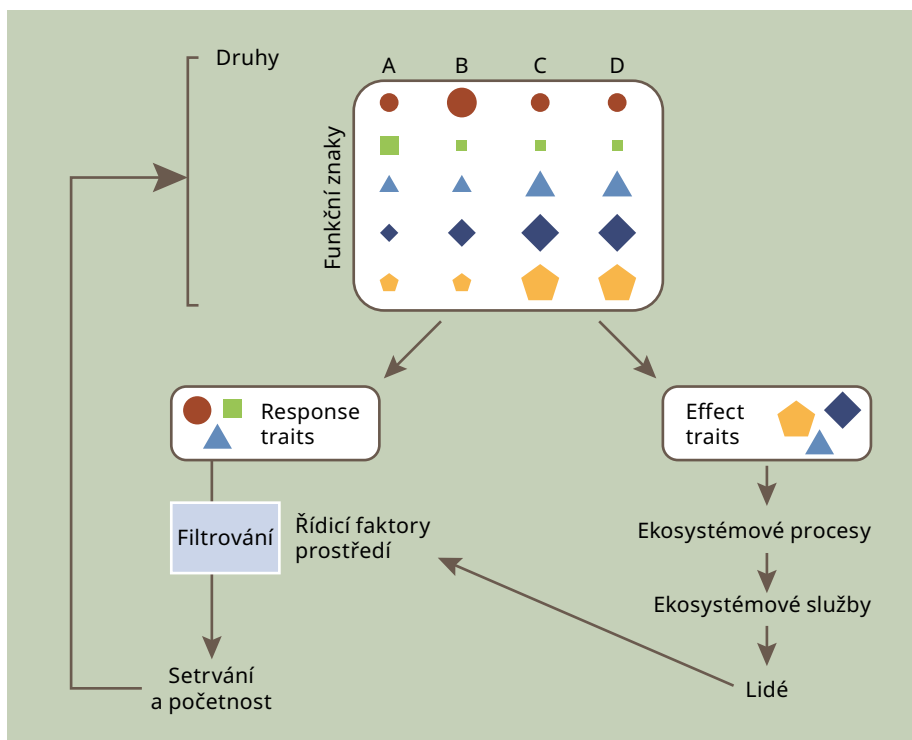 Druhy
A B C D
Funkční znaky
Response
traits
Effect
traits
Filtrování
Řídicí faktory
prostředí
Ekosystémové procesy
Ekosystémové služby
Setrvání
a početnost
Lidé